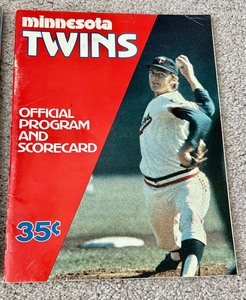 minnesota
TWINS
OFFICIAL
PROGRAM
AND
SCORECARD
35¢